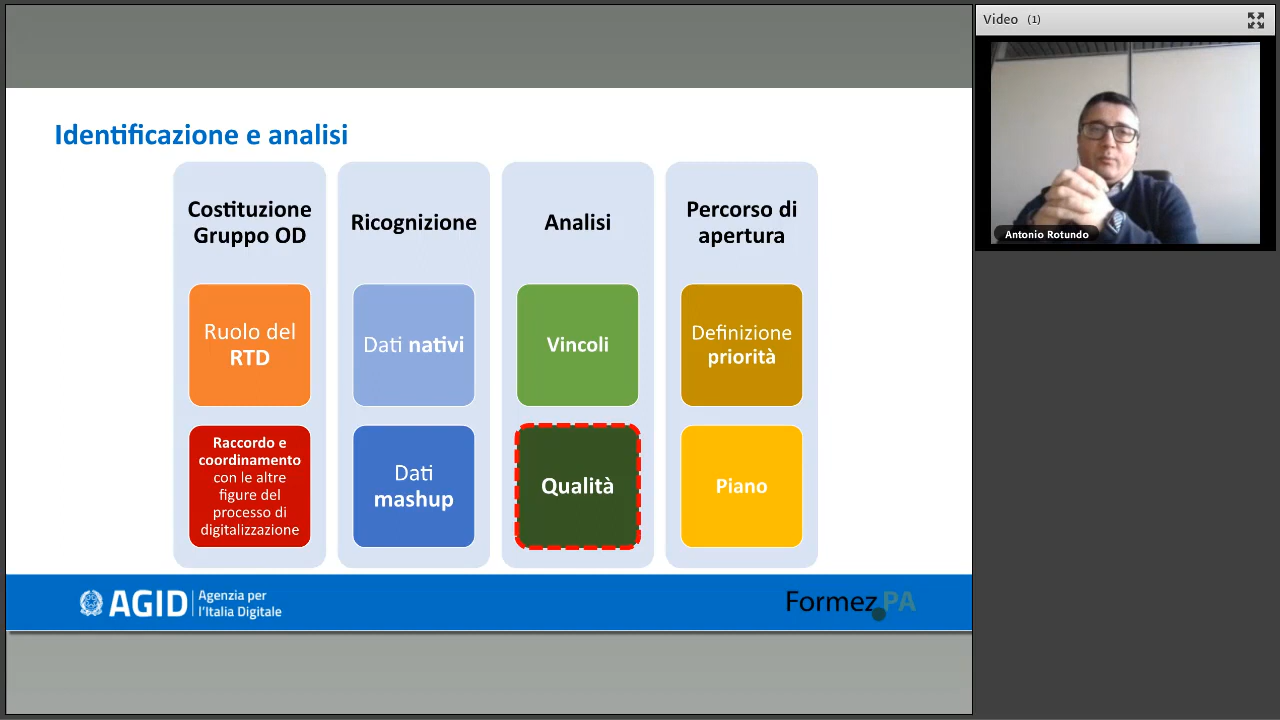 Identificazione e analisi
Costituzione
Gruppo OD
Ruolo del
RTD
Raccordo e
coordinamento
con le altre
figure del
processo di
digitalizzazione
Ricognizione
Dati nativi
Dati
mashup
Analisi
Vincoli
Qualità
Percorso di
apertura
Definizione
priorità
Piano
AGID
Agenzia per
l'Italia Digitale
Formez PA
Video (1)
Antonio Rotundo